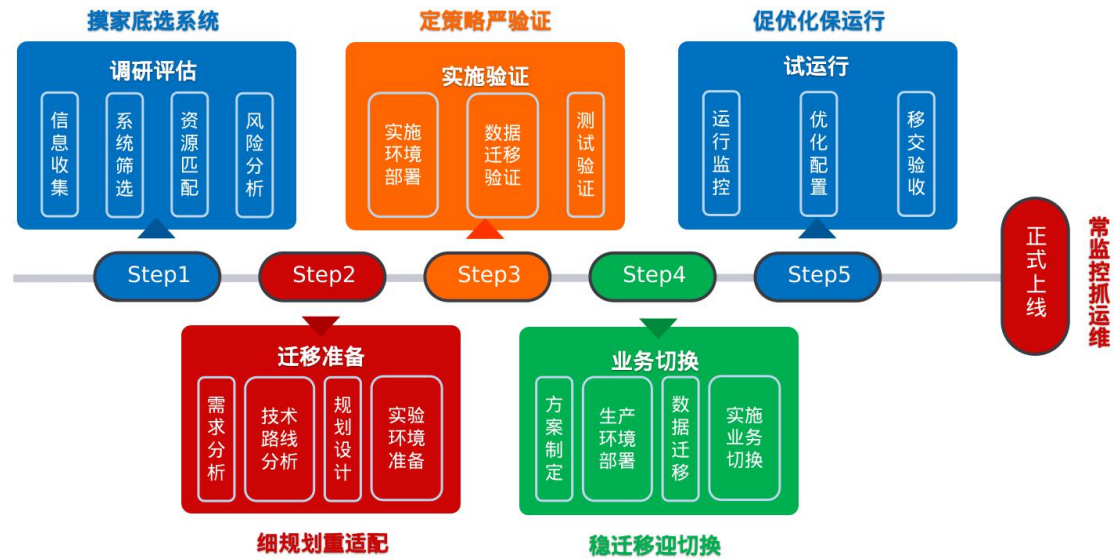 摸家底选系统
定策略严验证
促优化保运行
调研评估
信息收集
系统筛选
资源匹配
风险分析
实施验证
实施
环境
部署
数据
迁移
验证
测试验证
试运行
运行监控
优化配置
移交验收
Step1
Step2
Step3
Step4
Step5
正式上线
常监控抓运维
迁移准备
需求分析
技术
路线
分析
规划设计
实验
环境
准备
业务切换
方案制定
生产
环境
部署
数据迁移
实施
业务
切换
细规划重适配
稳迁移迎切换